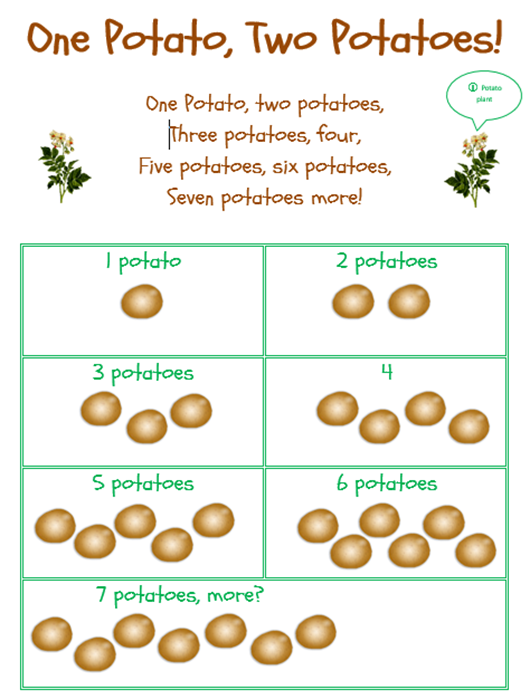 One Potato, Two Potatoes!
ⓘ Potato
plant
One Potato, two potatoes,
Three potatoes, four,
Five potatoes, six potatoes,
Seven potatoes more!
1 potato
2 potatoes
3 potatoes
4
5 potatoes
6 potatoes
7 potatoes, more?